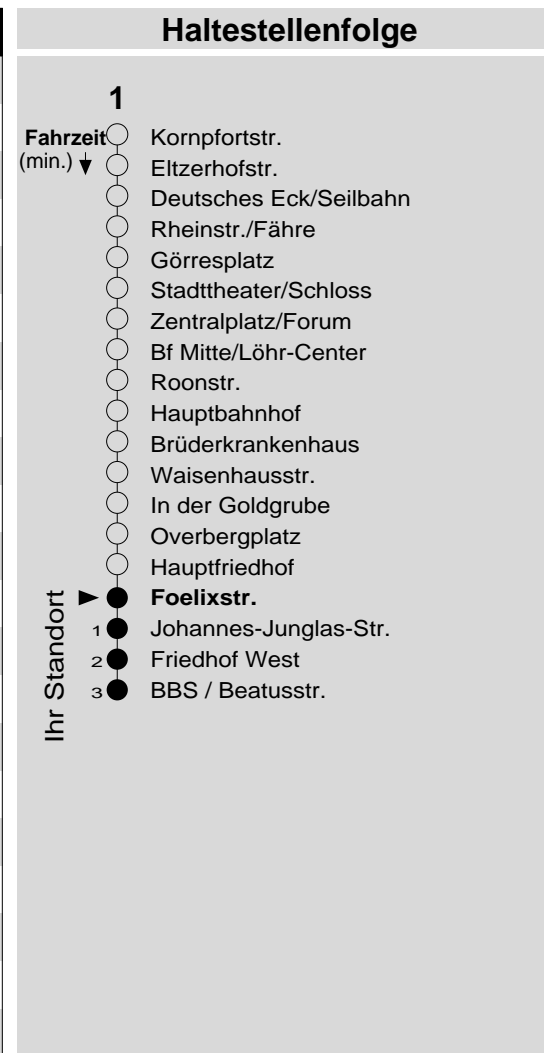 Haltestellenfolge
1
Fahrzeit Kornpfortstr.
(min.) Eltzerhofstr.
Deutsches Eck/Seilbahn
Rheinstr./Fähre
Görresplatz
Stadttheater/Schloss
Zentralplatz/Forum
Bf Mitte/Löhr-Center
Roonstr.
Hauptbahnhof
Brüderkrankenhaus
Waisenhausstr.
In der Goldgrube
Overbergplatz
Hauptfriedhof
Foelixstr.
1 Johannes-Junglas-Str.
2 Friedhof West
3 BBS / Beatusstr.
Ihr Standort